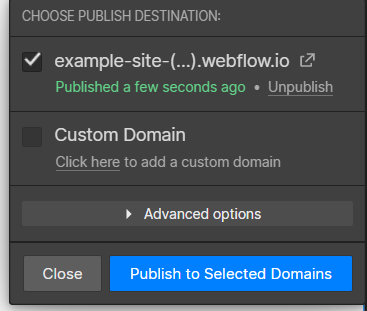 CHOOSE PUBLISH DESTINATION:
example-site-(...).webflow.io
Published a few seconds ago • Unpublish
Custom Domain
Click here to add a custom domain
Advanced options
Close
Publish to Selected Domains